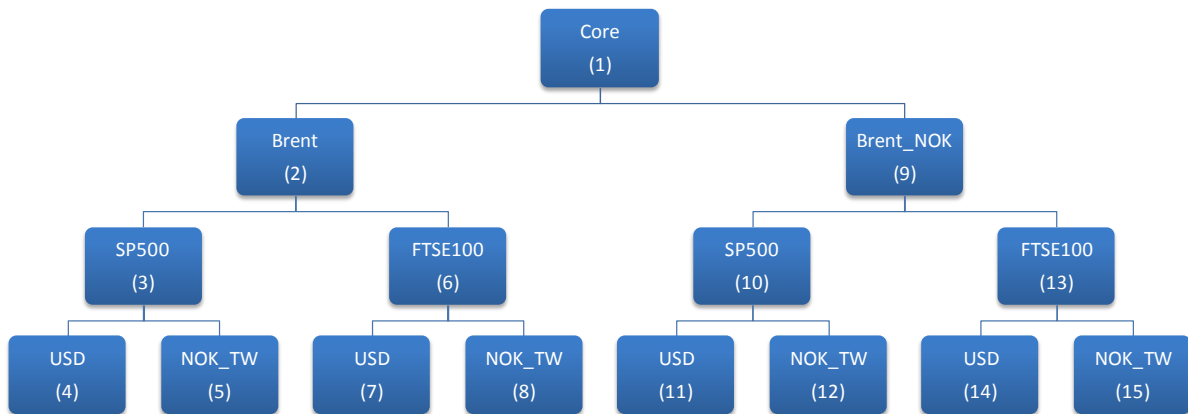 Core
(1)
Brent
(2)
Brent_NOK
(9)
SP500
(3)
FTSE100
(6)
SP500
(10)
FTSE100
(13)
USD
(4)
NOK_TW
(5)
USD
(7)
NOK_TW
(8)
USD
(11)
NOK_TW
(12)
USD
(14)
NOK_TW
(15)